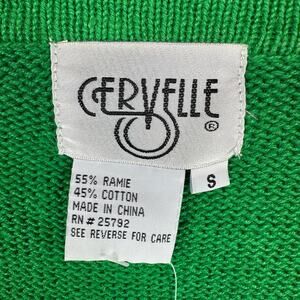 CERVELLE
®
55% RAMIE
45% COTTON
MADE IN CHINA
RN # 25792
SEE REVERSE FOR CARE
S